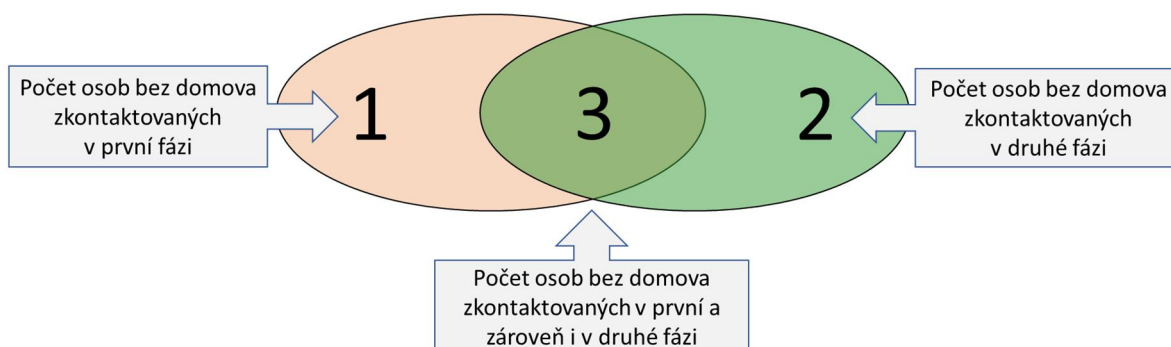 Počet osob bez domova
zkontaktovaných
v první fázi
1
3
2
Počet osob bez domova
zkontaktovaných
v druhé fázi
Počet osob bez domova
zkontaktovaných v první a
zároveň i v druhé fázi